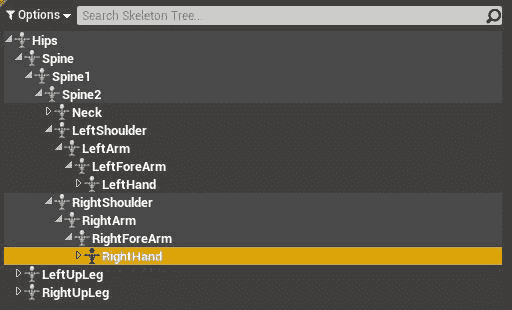 Options Search Skeleton Tree...
Hips
Spine
Spine1
Spine2
Neck
LeftShoulder
LeftArm
LeftForeArm
LeftHand
RightShoulder
RightArm
RightForeArm
RightHand
LeftUpLeg
RightUpLeg